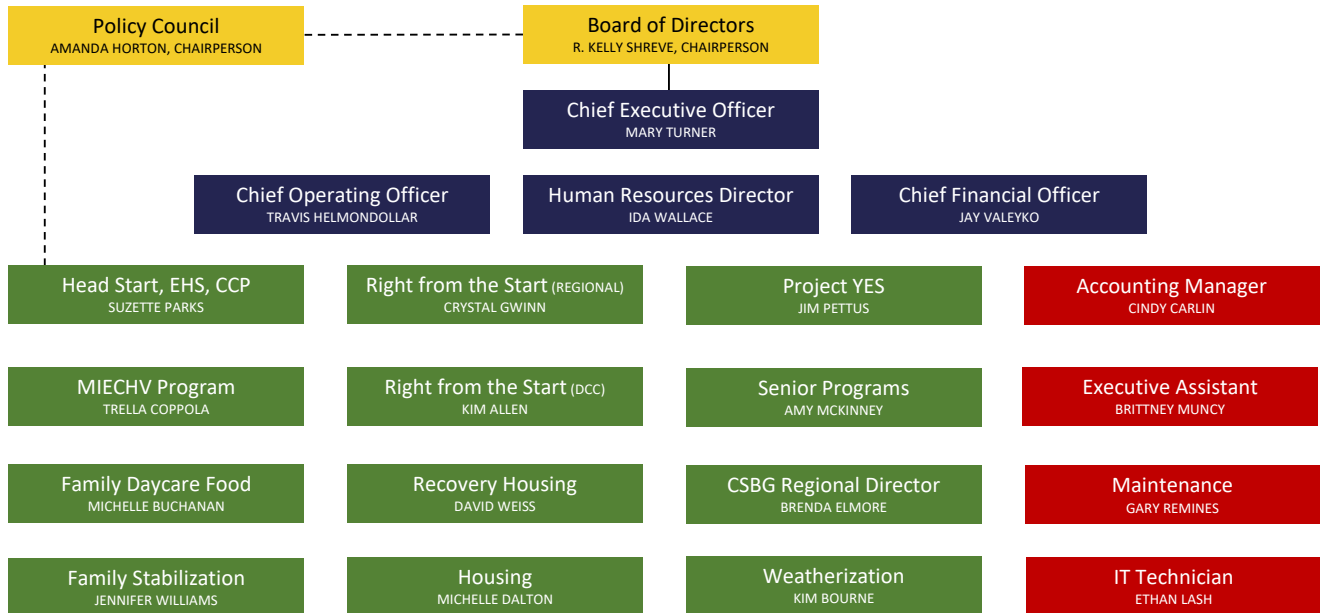 Policy Council
AMANDA HORTON, CHAIRPERSON
Board of Directors
R. KELLY SHREVE, CHAIRPERSON
Chief Executive Officer
MARY TURNER
Chief Operating Officer
TRAVIS HELMONDOLLAR
Human Resources Director
IDA WALLACE
Chief Financial Officer
JAY VALEYKO
Head Start, EHS, CCP
SUZETTE PARKS
Right from the Start (REGIONAL)
CRYSTAL GWINN
Project YES
JIM PETTUS
Accounting Manager
CINDY CARLIN
MIECHV Program
TRELLA COPPOLA
Right from the Start (DCC)
KIM ALLEN
Senior Programs
AMY MCKINNEY
Executive Assistant
BRITTNEY MUNCY
Family Daycare Food
MICHELLE BUCHANAN
Recovery Housing
DAVID WEISS
CSBG Regional Director
BRENDA ELMORE
Maintenance
GARY REMINES
Family Stabilization
JENNIFER WILLIAMS
Housing
MICHELLE DALTON
Weatherization
KIM BOURNE
IT Technician
ETHAN LASH